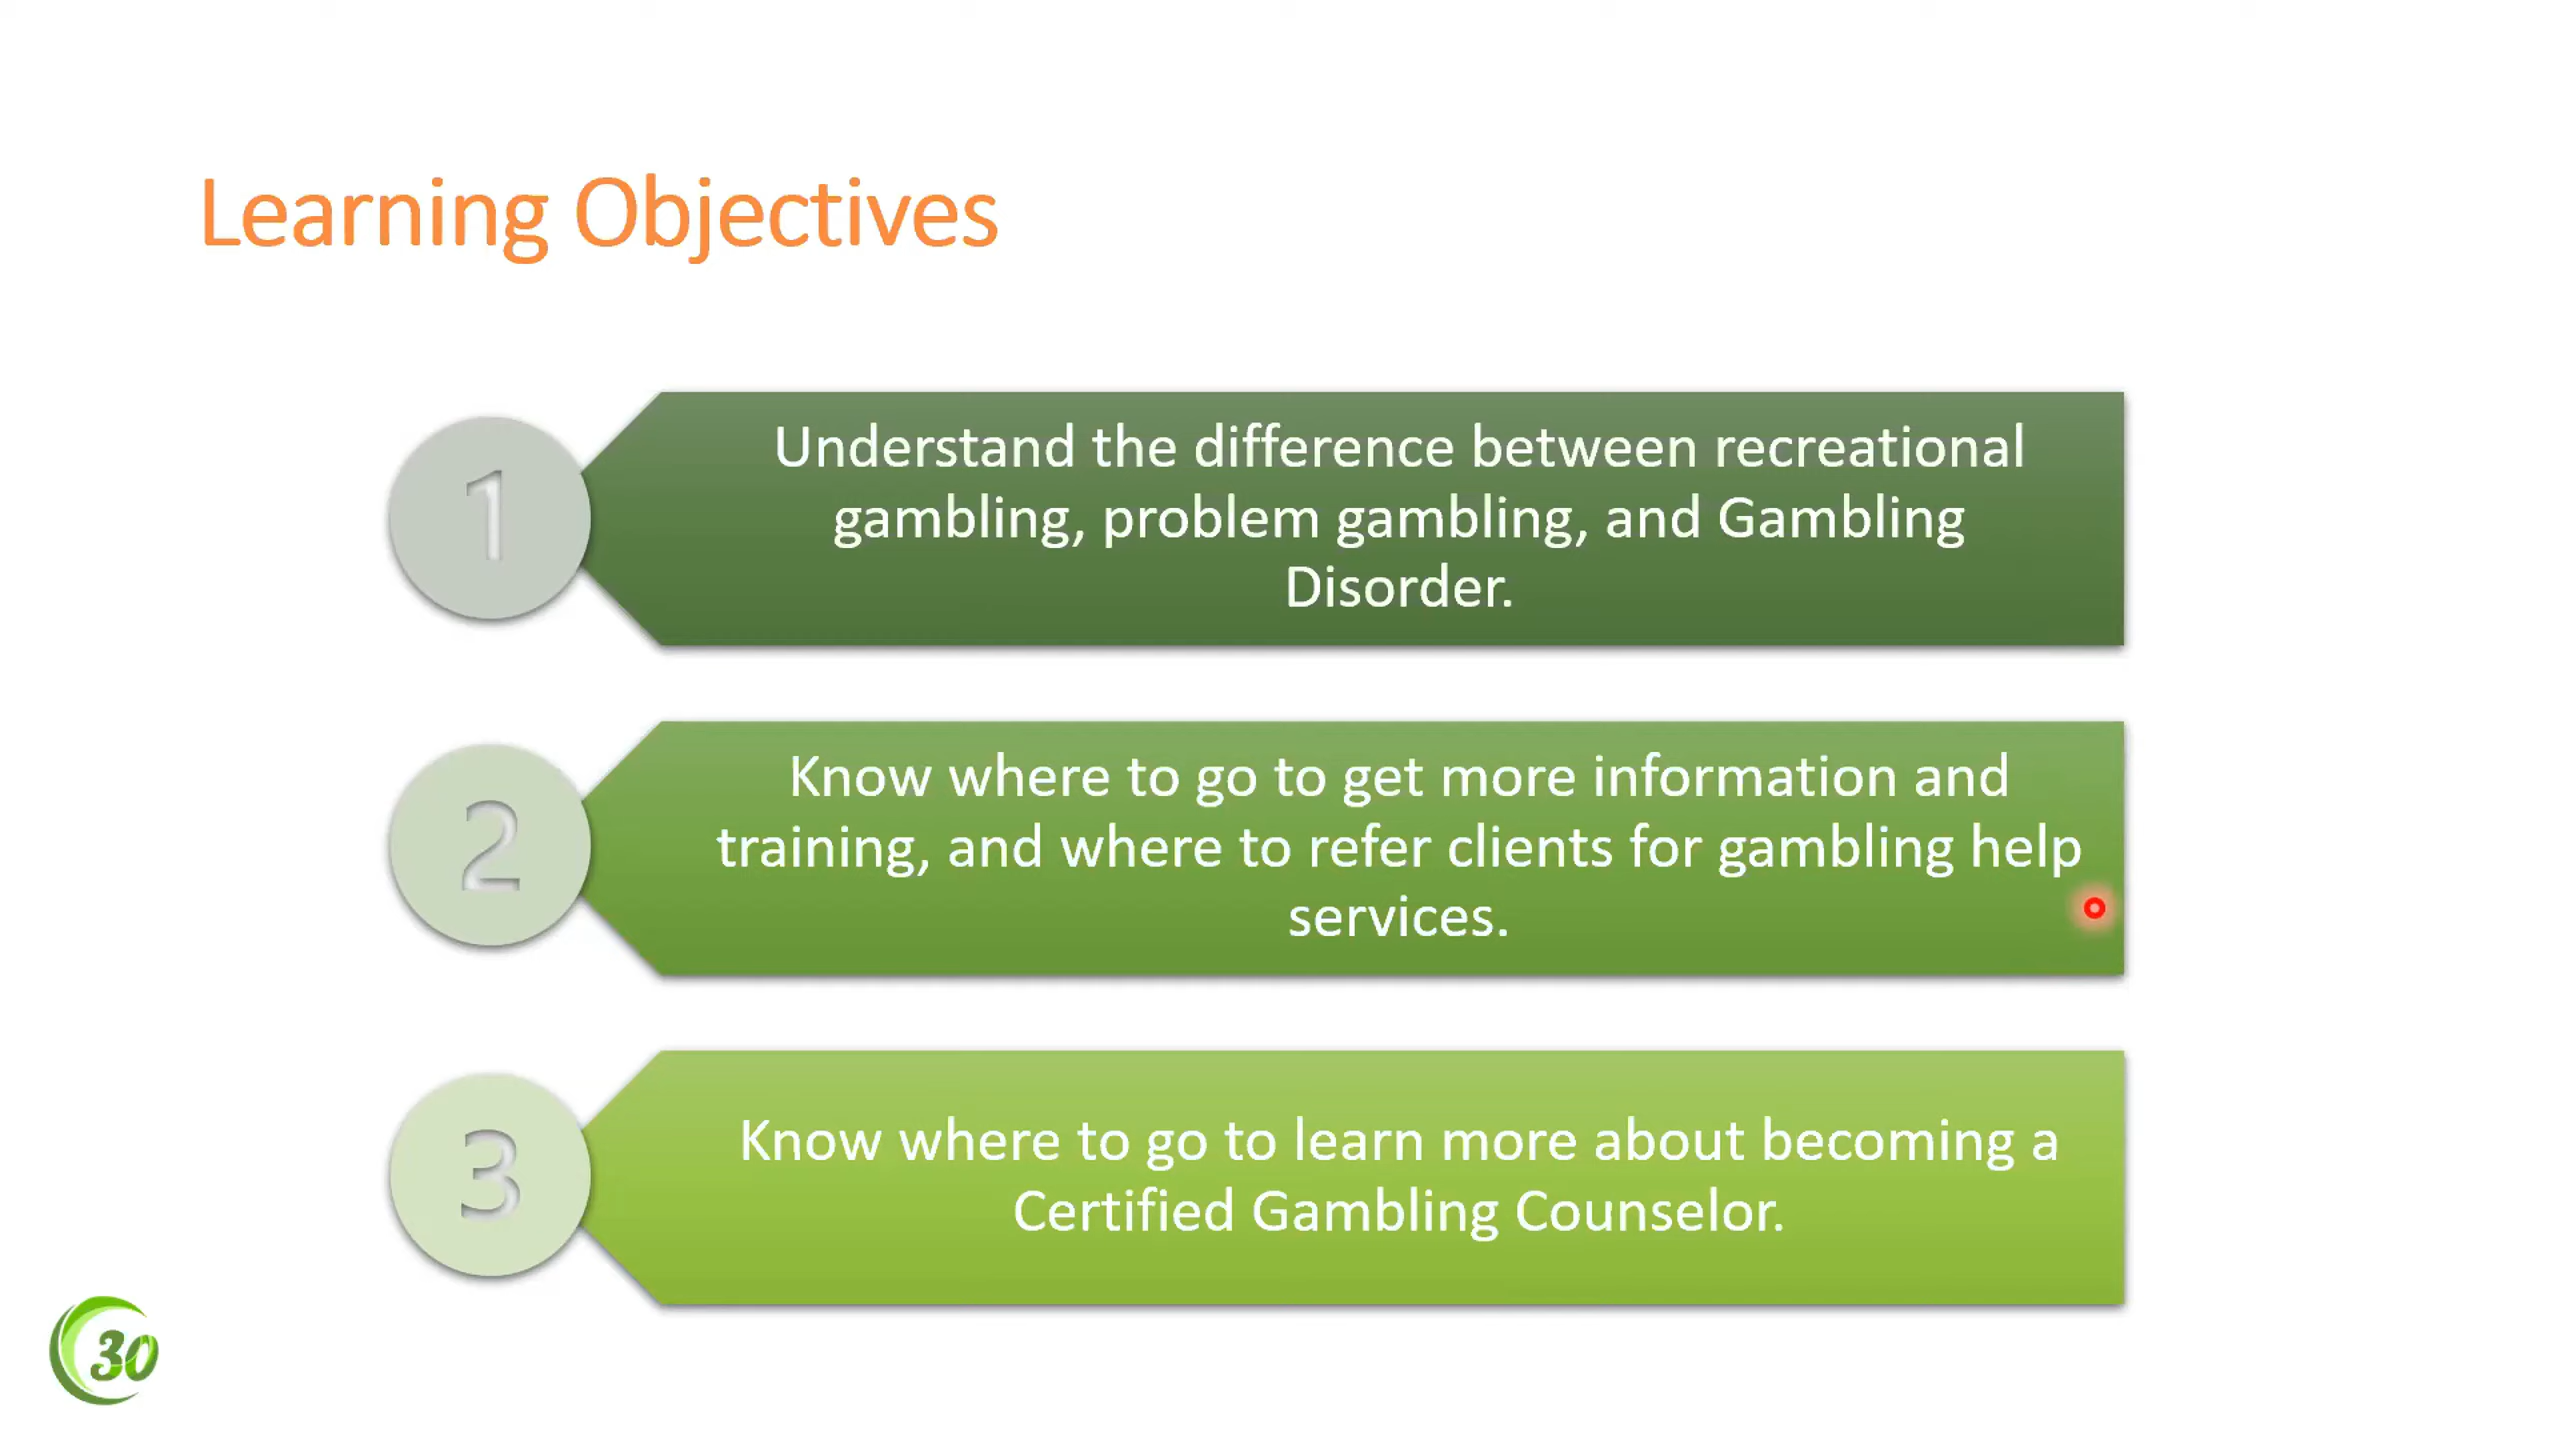 Learning Objectives
1
Understand the difference between recreational
gambling, problem gambling, and Gambling
Disorder.
2
Know where to go to get more information and
training, and where to refer clients for gambling help
services.
3
Know where to go to learn more about becoming a
Certified Gambling Counselor.
30